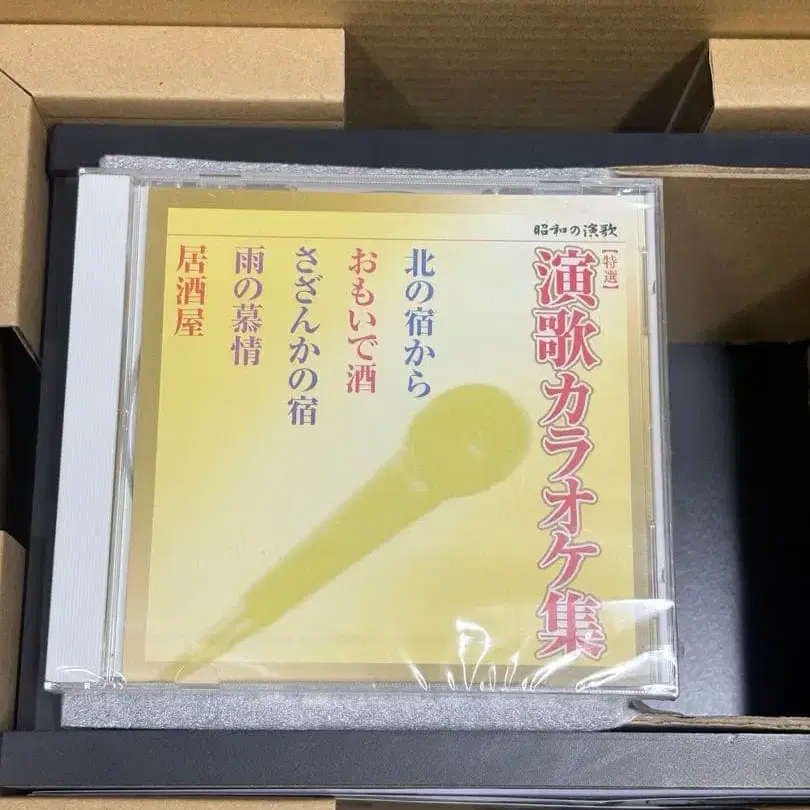 昭和の演歌
【特選】
演歌カラオケ集
北の宿から
おもいで酒
さざんかの宿
雨の慕情
居酒屋